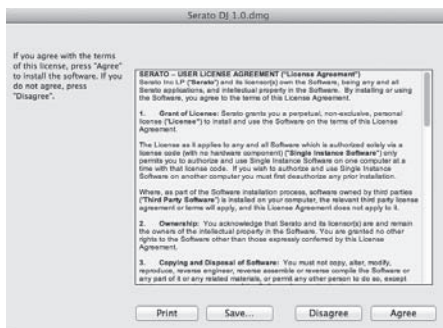 Serato DJ 1.0.dmg
If you agree with the terms
of this license, press "Agree"
to install the software. If you
do not agree, press
"Disagree".
SERATO – USER LICENSE AGREEMENT ("License Agreement")
Serato Inc LP ("Serato") and its licensor(s) own the Software, being any and all
Serato applications, and intellectual property in the Software. By installing or using
the Software, you agree to the terms of this License Agreement.
1. Grant of License: Serato grants you a perpetual, non-exclusive, personal
license ("License") to install and use the Software on the terms of this License
Agreement.
The License as it applies to any and all Software which is authorized solely via a
license code (with no hardware component) ("Single Instance Software") only
permits you to authorize and use Single Instance Software on one computer at a
time with that license code. If you wish to authorize and use Single Instance
Software on another computer you must first deauthorize any prior installation.
Where, as part of the Software installation process, software owned by third parties
("Third Party Software") is installed on your computer, the relevant third party license
agreement or terms will apply, and this License Agreement does not apply to it.
2. Ownership: You acknowledge that Serato and its licensor(s) are and remain
the owners of the intellectual property in the Software. You are granted no other
rights to the Software other than those expressly conferred by this License
Agreement.
3. Copying and Disposal of Software: You must not copy, alter, modify,
reproduce, reverse engineer, reverse assemble or reverse compile the Software or
any part of it or any related materials, or permit any other person to do so, except
Print Save... Disagree Agree